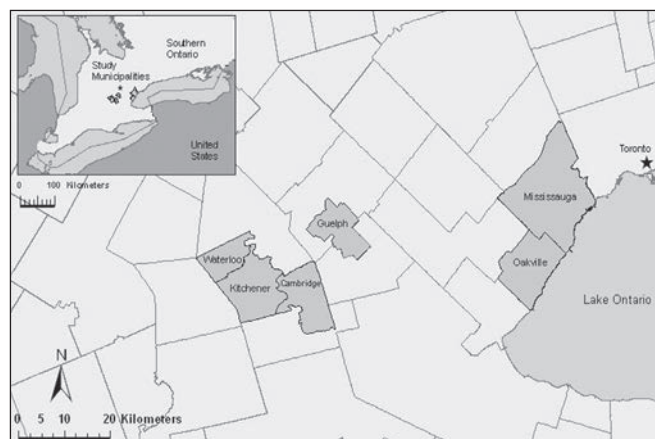 Southern
Ontario
Study
Municipalities
United
States
0 100 Kilometers
Toronto
Mississauga
Guelph
Oakville
Waterloo
Kitchener
Cambridge
Lake Ontario
N
0 5 10 20 Kilometers